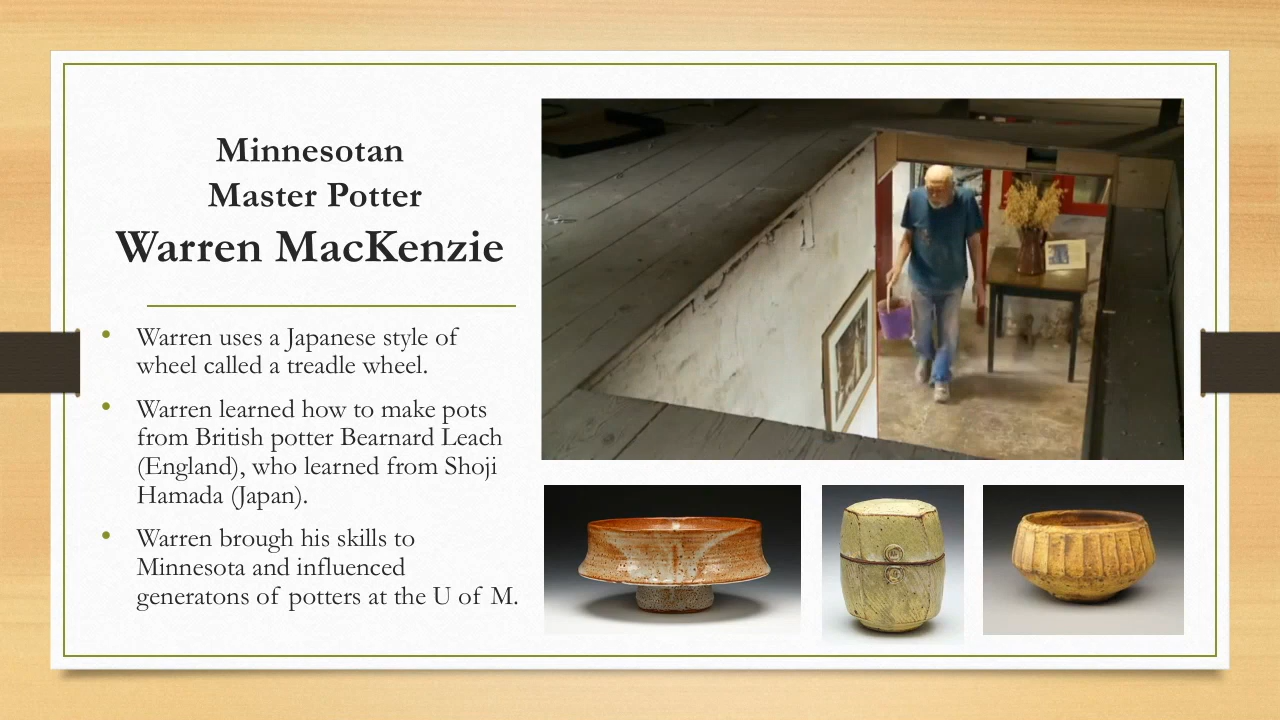 Minnesotan
Master Potter
Warren MacKenzie
• Warren uses a Japanese style of
wheel called a treadle wheel.
• Warren learned how to make pots
from British potter Bearnard Leach
(England), who learned from Shoji
Hamada (Japan).
• Warren brough his skills to
Minnesota and influenced
generatons of potters at the U of M.